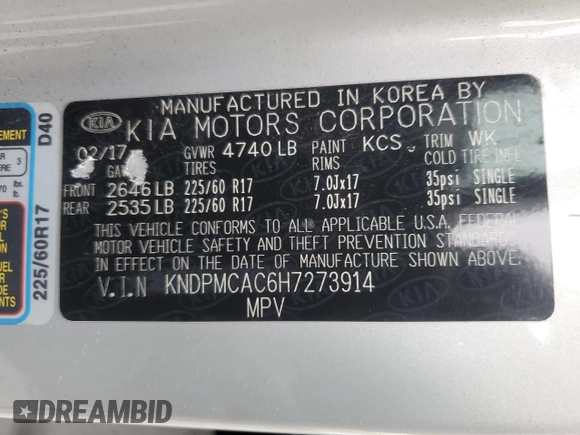 MANUFACTURED IN KOREA BY
KIA KIA MOTORS CORPORATION
02/17 GVWR 4740 LB PAINT KCS TRIM WK
TIRES RIMS COLD TIRE INFL
FRONT 2646 LB 225/60 R17 7.0Jx17 35psi SINGLE
REAR 2535 LB 225/60 R17 7.0Jx17 35psi SINGLE
THIS VEHICLE CONFORMS TO ALL APPLICABLE U.S.A. FEDERAL
MOTOR VEHICLE SAFETY AND THEFT PREVENTION STANDARDS
IN EFFECT ON THE DATE OF MANUFACTURE SHOWN ABOVE.
V.I.N KNDPMCAC6H7273914
MPV
D40
225/60R17
3
lbs.
lb.
DREAMBID